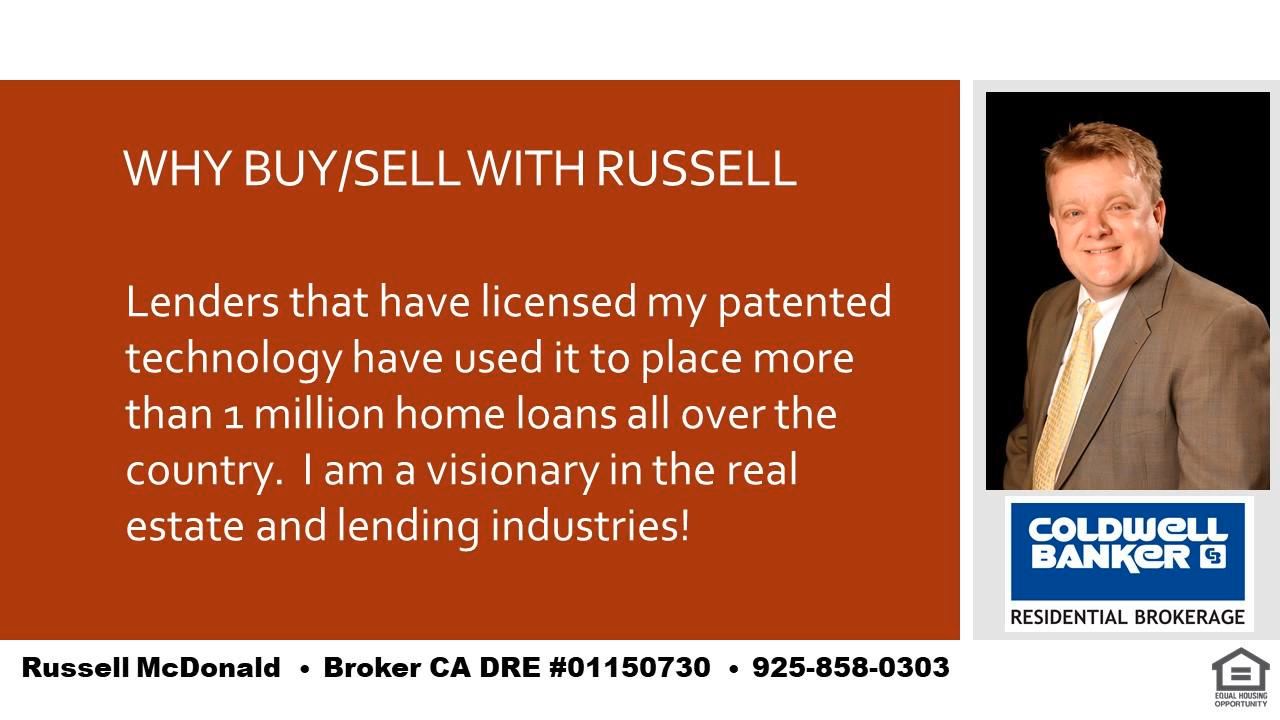 WHY BUY/SELL WITH RUSSELL
Lenders that have licensed my patented
technology have used it to place more
than 1 million home loans all over the
country.  I am a visionary in the real
estate and lending industries!
COLDWELL
BANKER CB
RESIDENTIAL BROKERAGE
Russell McDonald • Broker CA DRE #01150730 • 925-858-0303
EQUAL HOUSING
OPPORTUNITY